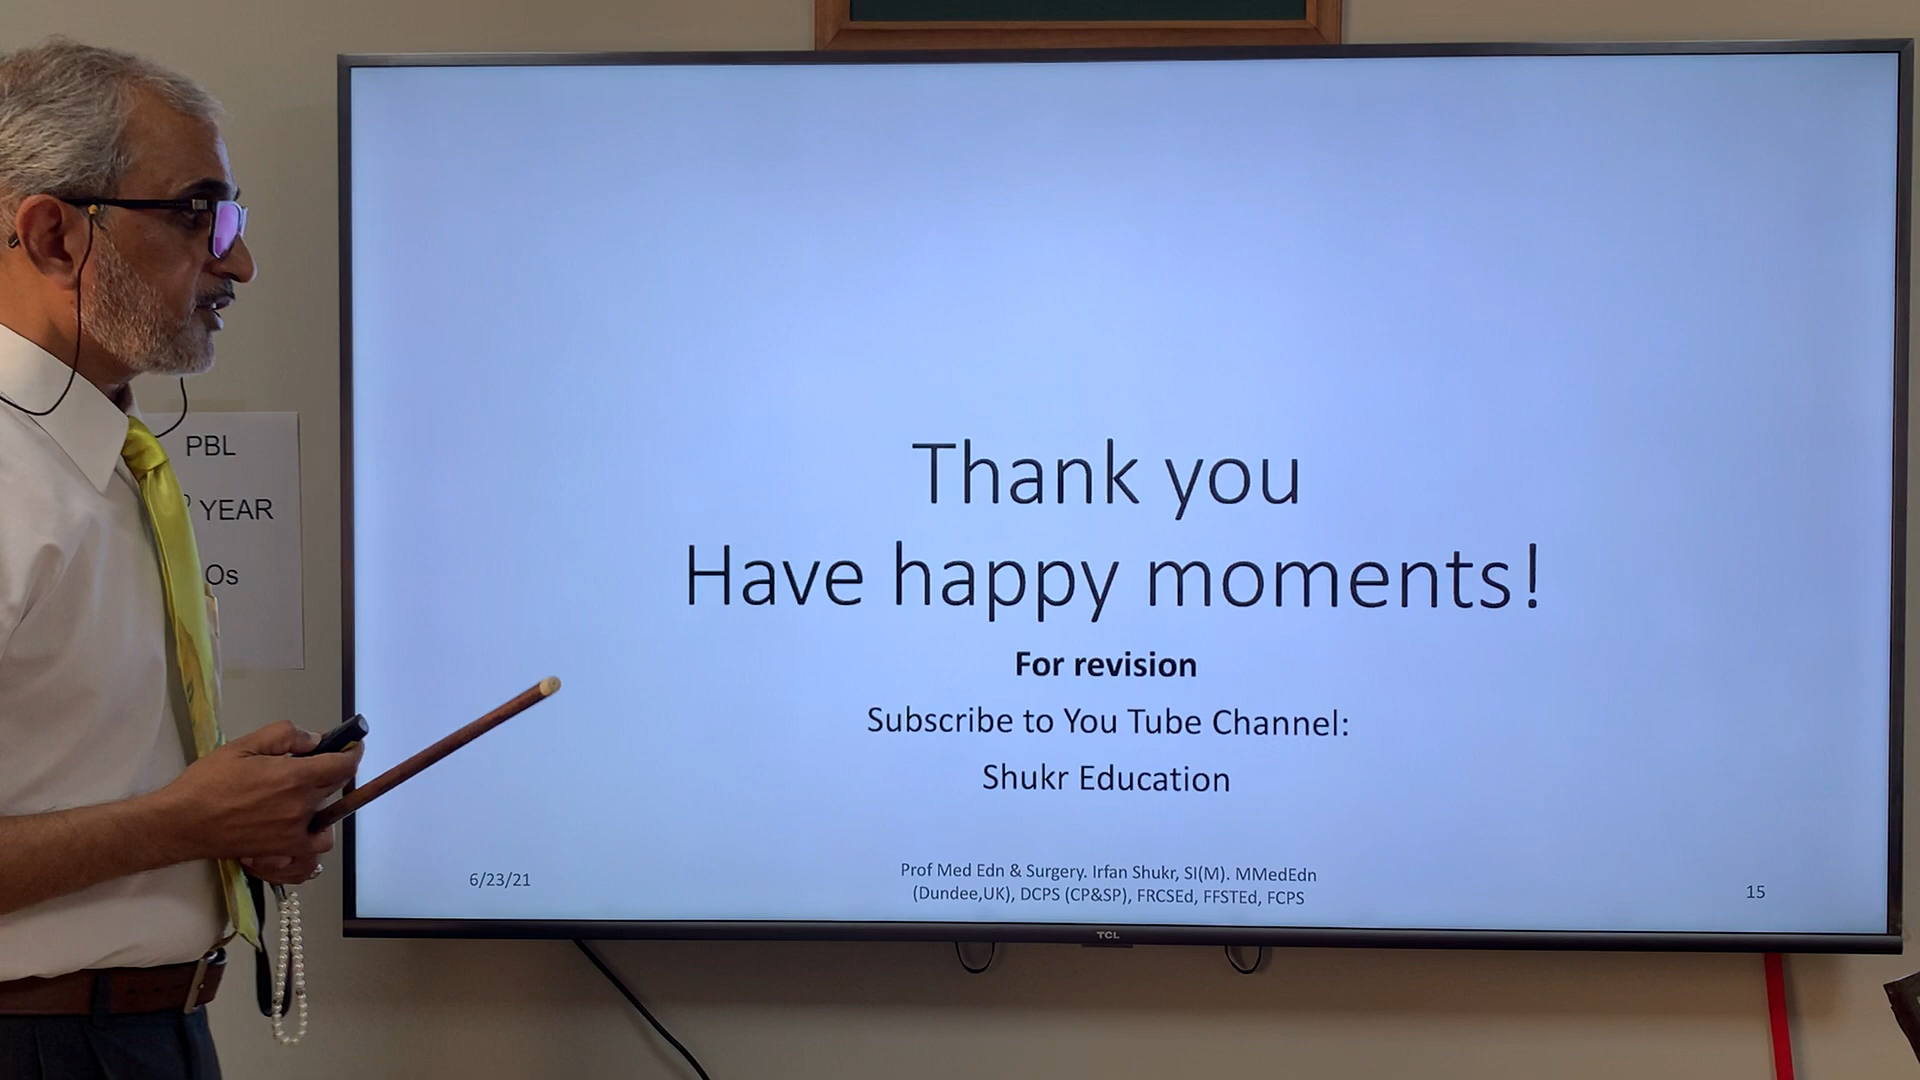 PBL
YEAR
Os
Thank you
Have happy moments!
For revision
Subscribe to You Tube Channel:
Shukr Education
6/23/21
Prof Med Edn & Surgery. Irfan Shukr, SI(M). MMedEdn
(Dundee,UK), DCPS (CP&SP), FRCSEd, FFSTEd, FCPS
15
TCL